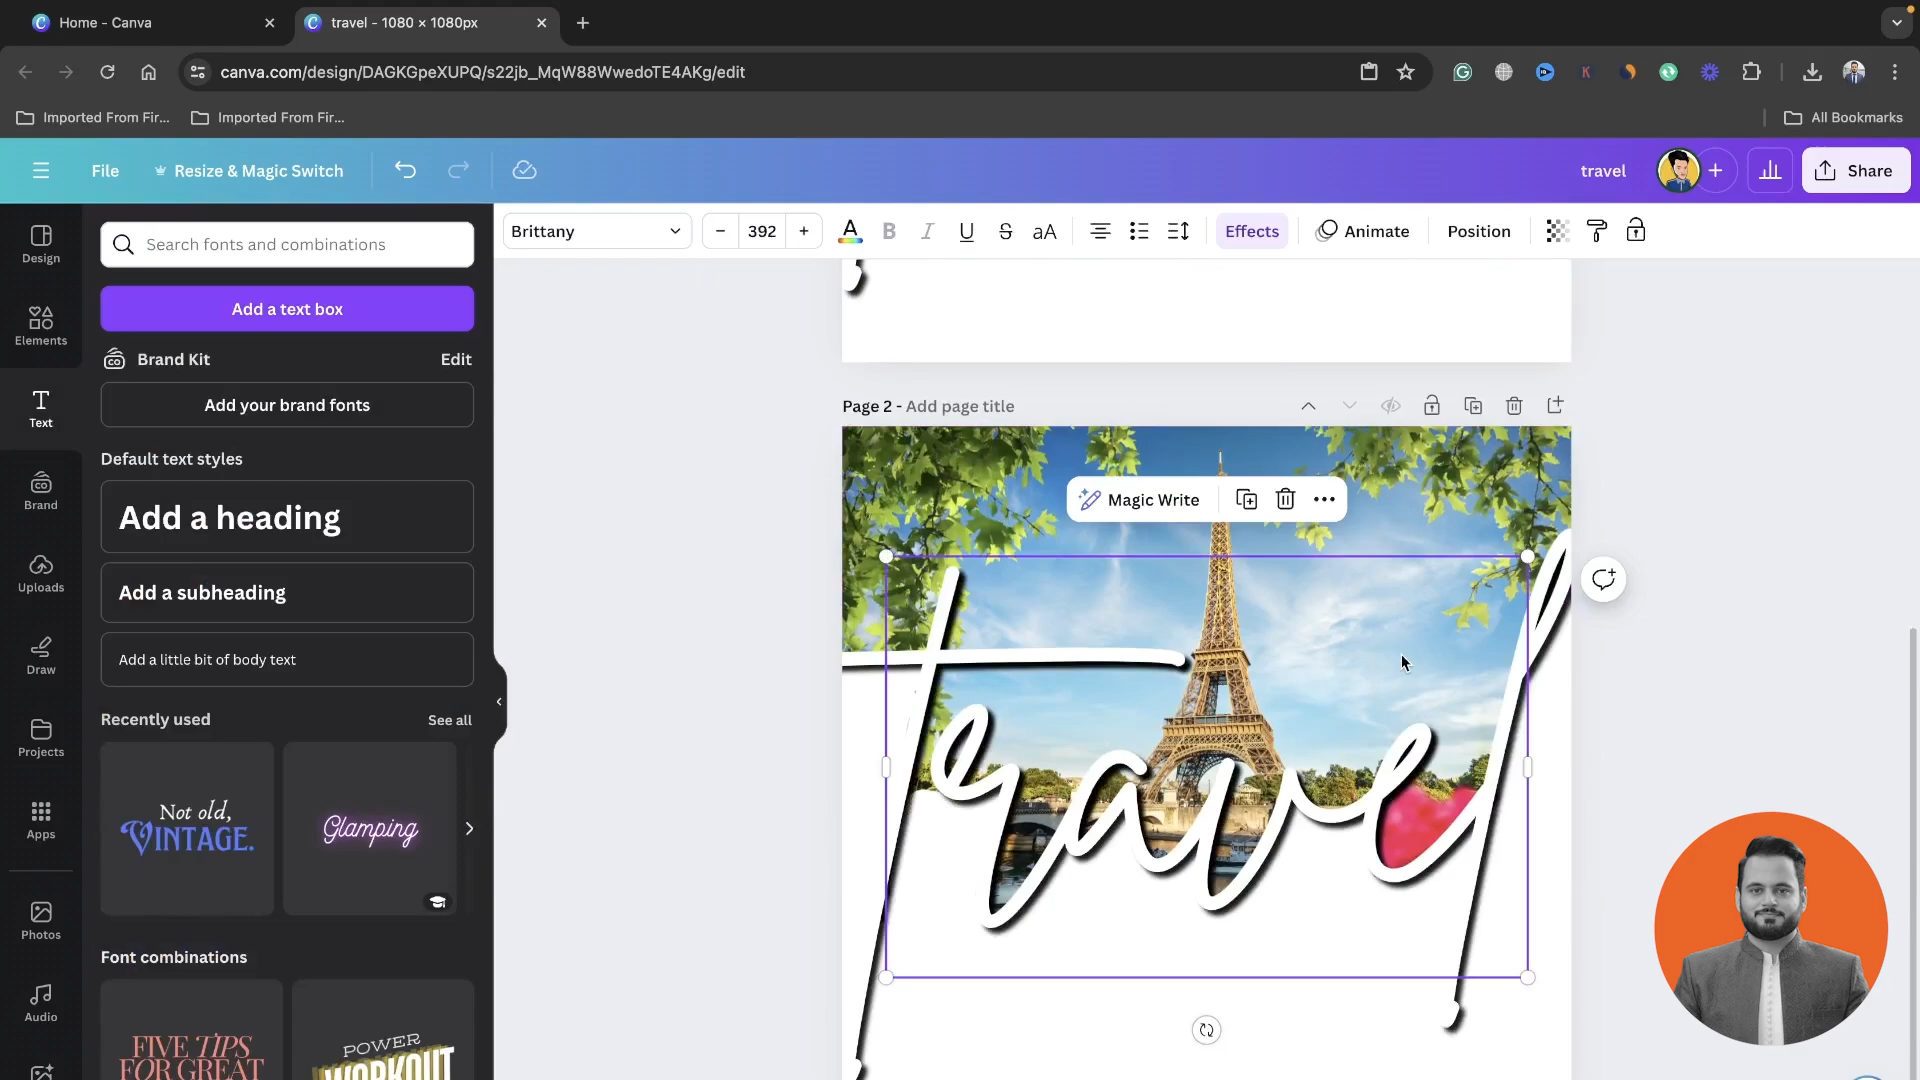 Home - Canva
travel - 1080 × 1080px
canva.com/design/DAGKGpeXUPQ/s22jb_MqW88WwedoTE4AKg/edit
Imported From Fir...
Imported From Fir...
All Bookmarks
File
Resize & Magic Switch
travel
Share
Design
Elements
Text
Brand
Uploads
Draw
Projects
Apps
Photos
Audio
Search fonts and combinations
Add a text box
Brand Kit
Edit
Add your brand fonts
Default text styles
Add a heading
Add a subheading
Add a little bit of body text
Recently used
See all
Not old,
VINTAGE.
Glamping
Font combinations
FIVE TIPS
FOR GREAT
POWER
WORKOUT
Brittany
392
A
B
I
U
S
aA
Effects
Animate
Position
Page 2 - Add page title
Magic Write
travel